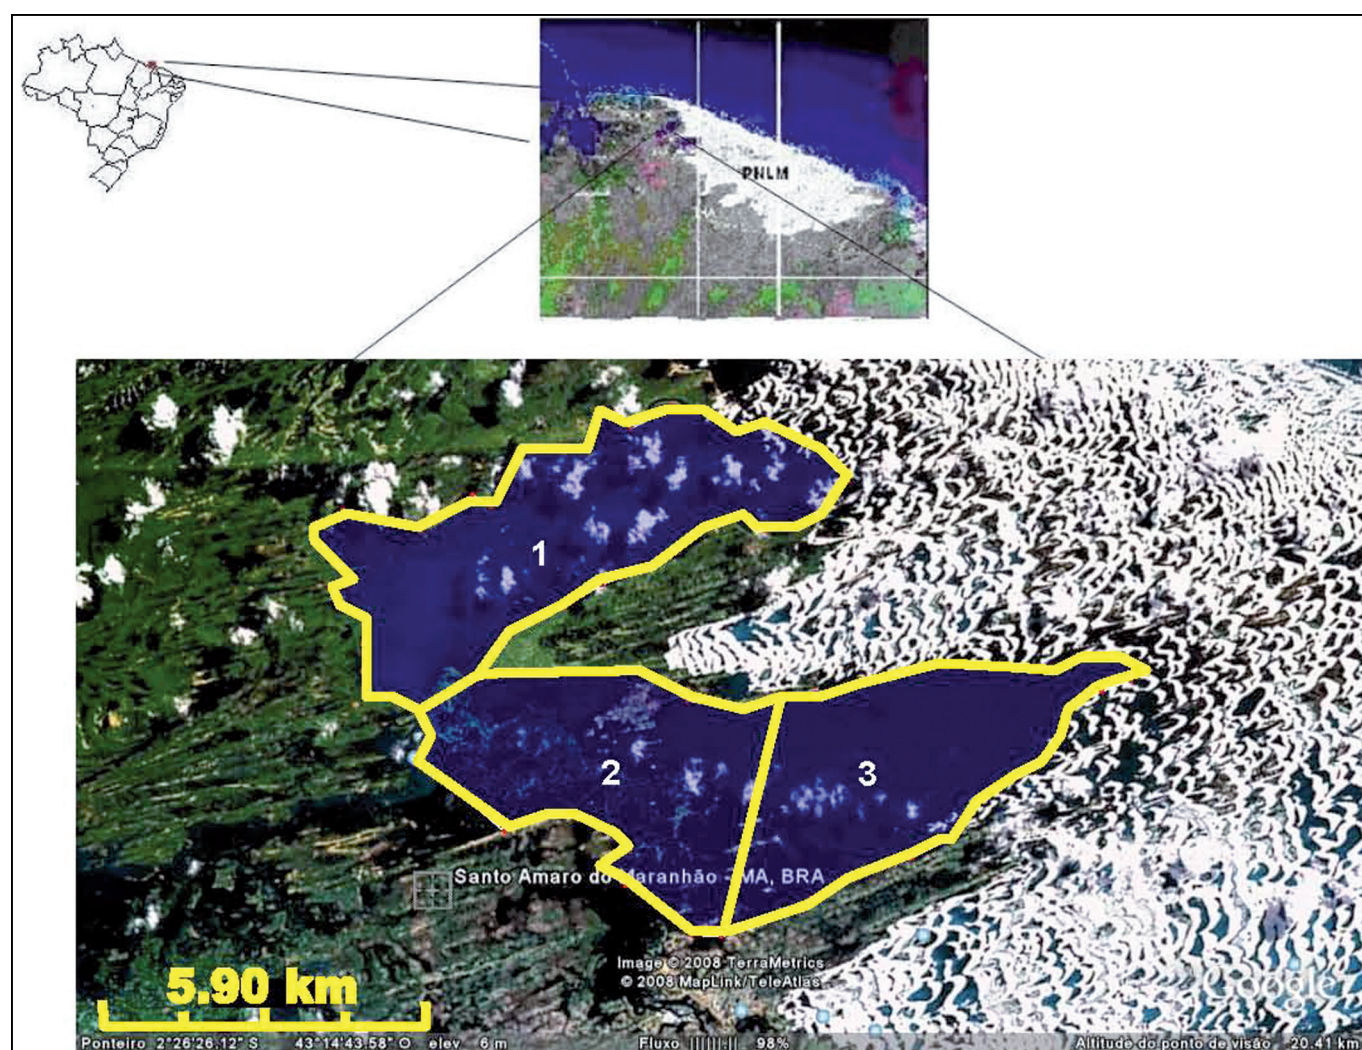 PNLM
MA
1
2
3
Santo Amaro do Maranhão - MA, BRA
Image © 2008 TerraMetrics
© 2008 MapLink/TeleAtlas
Google
5.90 km
Ponteiro 2°26'26.12" S 43°14'43.58" O elev 6 m Fluxo 98% Altitude do ponto de visão 20.41 km